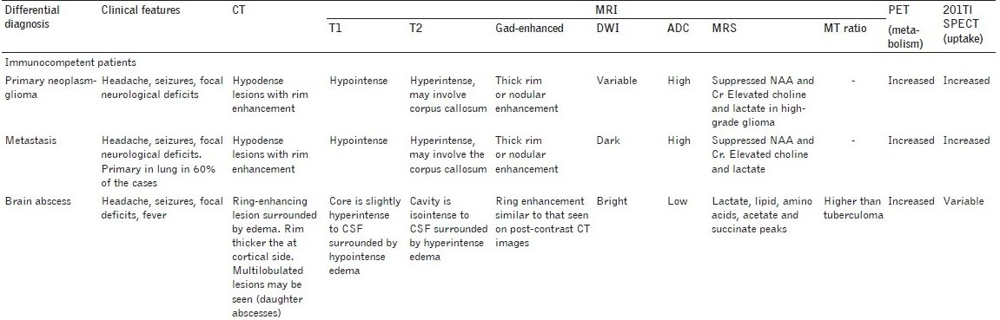 Differential diagnosis | Clinical features | CT | MRI | PET (meta-bolism) | 201Tl SPECT (uptake)
T1 | T2 | Gad-enhanced | DWI | ADC | MRS | MT ratio
Immunocompetent patients
Primary neoplasm- | Headache, seizures, focal | Hypodense | Hypointense | Hyperintense, | Thick rim | Variable | High | Suppressed NAA and | - | Increased | Increased
glioma | neurological deficits | lesions with rim | may involve | or nodular | Cr Elevated choline
enhancement | corpus callosum | enhancement | and lactate in high-
grade glioma
Metastasis | Headache, seizures, focal | Hypodense | Hypointense | Hyperintense, | Thick rim | Dark | High | Suppressed NAA and | - | Increased | Increased
neurological deficits. | lesions with rim | may involve the | or nodular | Cr. Elevated choline
Primary in lung in 60% | enhancement | corpus callosum | enhancement | and lactate
of the cases
Brain abscess | Headache, seizures, focal | Ring-enhancing | Core is slightly | Cavity is | Ring enhancement | Bright | Low | Lactate, lipid, amino | Higher than | Increased | Variable
deficits, fever | lesion surrounded | hyperintense | isointense to | similar to that seen | acids, acetate and | tuberculoma
by edema. Rim | to CSF | CSF surrounded | on post-contrast CT | succinate peaks
thicker the at | surrounded by | by hyperintense | images
cortical side. | hypointense | edema
Multilobulated | edema
lesions may be
seen (daughter
abscesses)